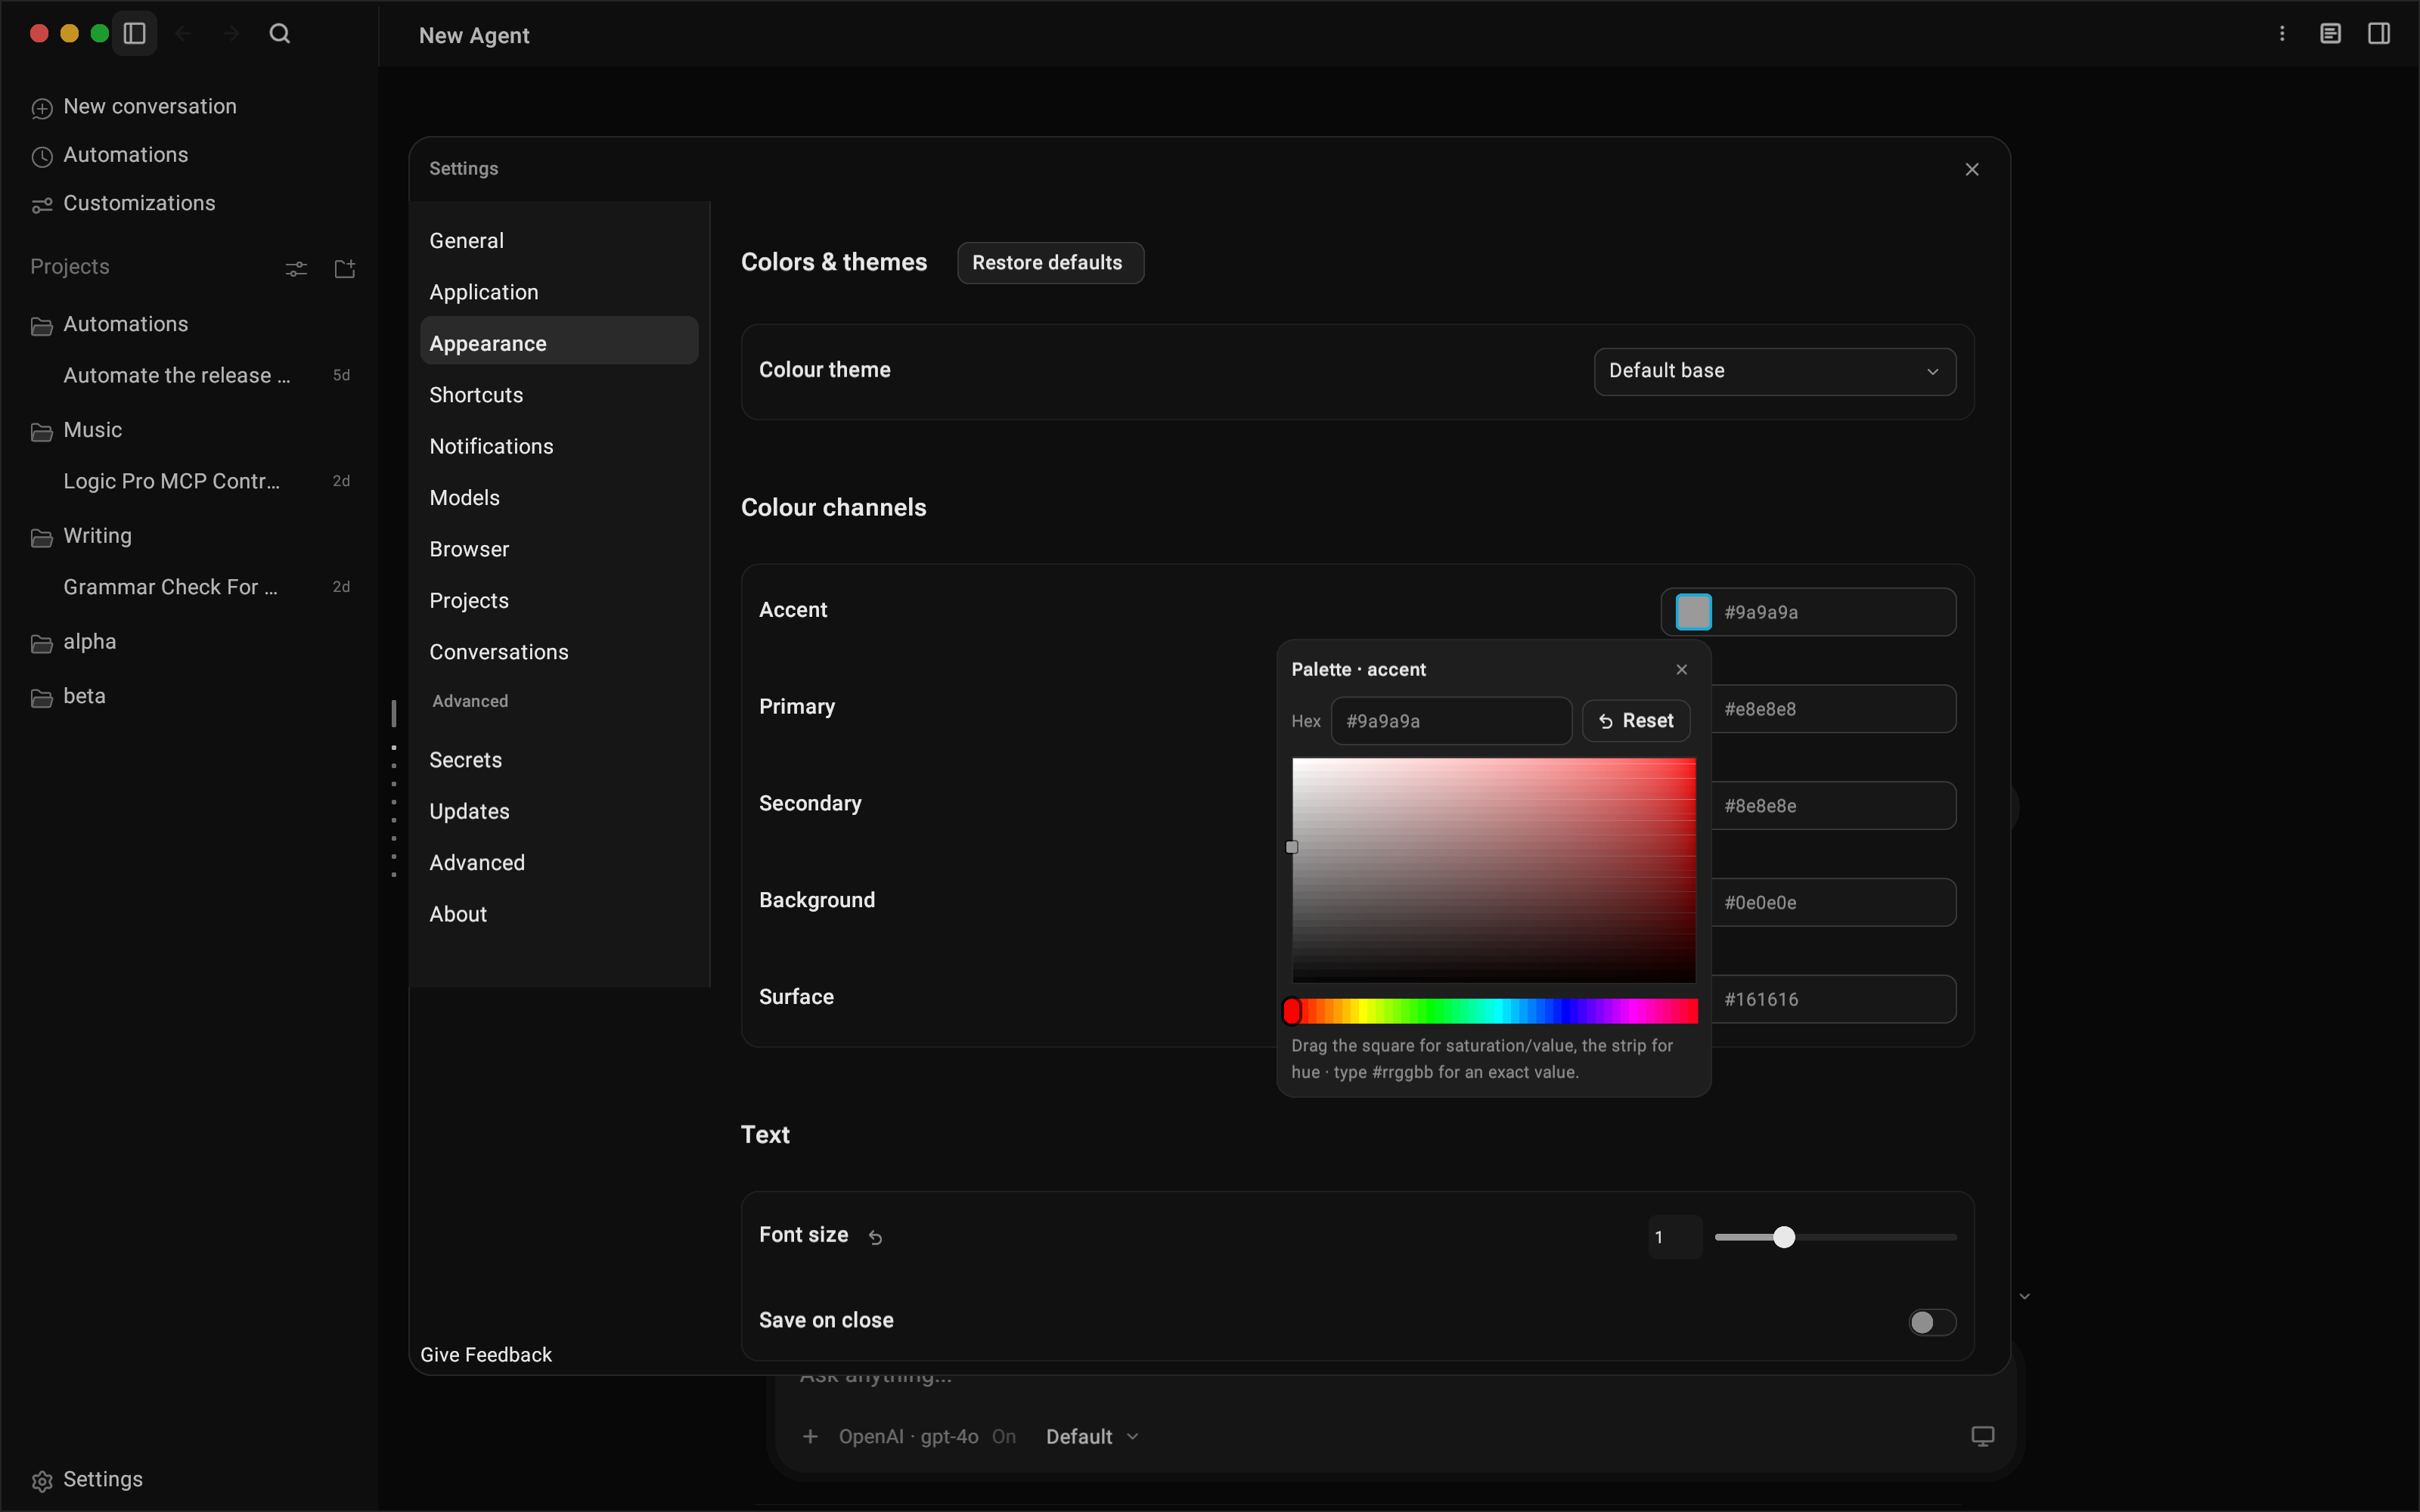 New Agent
New conversation
Automations
Customizations
Projects
Automations
Automate the release ... 5d
Music
Logic Pro MCP Contr... 2d
Writing
Grammar Check For ... 2d
alpha
beta
Settings
Settings
General
Application
Appearance
Shortcuts
Notifications
Models
Browser
Projects
Conversations
Advanced
Secrets
Updates
Advanced
About
Give Feedback
Colors & themes
Restore defaults
Colour theme
Default base
Colour channels
Accent
#9a9a9a
Primary
#e8e8e8
Secondary
#8e8e8e
Background
#0e0e0e
Surface
#161616
Palette · accent
Hex
#9a9a9a
Reset
Drag the square for saturation/value, the strip for
hue · type #rrggbb for an exact value.
Text
Font size
1
Save on close
Ask anything...
OpenAI · gpt-4o On
Default